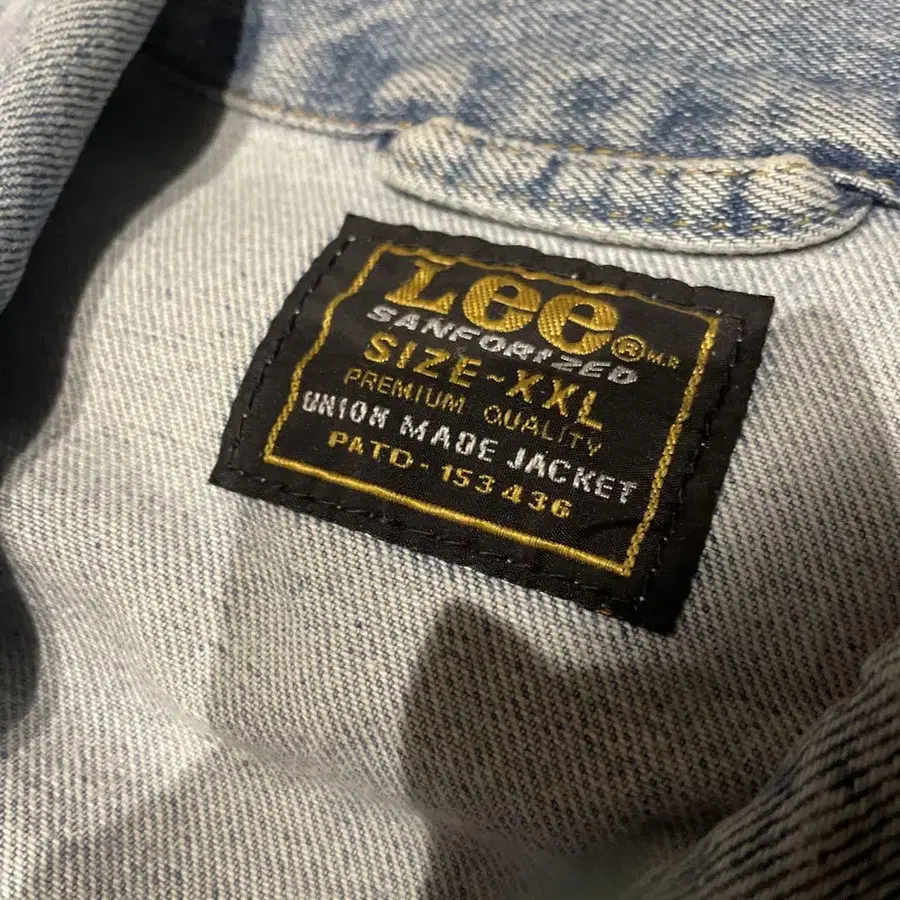 Lee® M.R.
SANFORIZED
SIZE-XXL
PREMIUM QUALITY
UNION MADE JACKET
PATD-153436